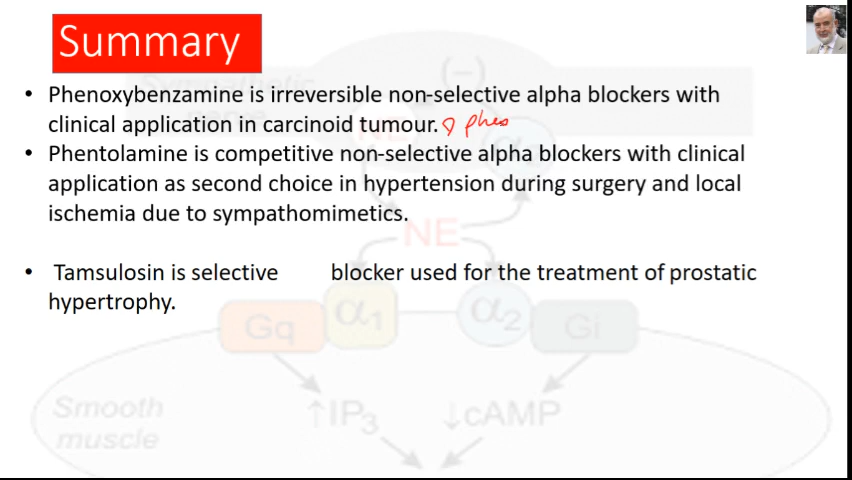 Summary
• Phenoxybenzamine is irreversible non-selective alpha blockers with
clinical application in carcinoid tumour. phes
• Phentolamine is competitive non-selective alpha blockers with clinical
application as second choice in hypertension during surgery and local
ischemia due to sympathomimetics.
• Tamsulosin is selective blocker used for the treatment of prostatic
hypertrophy.
(-)
Sympathetic
NE
NE
Gq α1 α2 Gi
Smooth
muscle
↑IP3 ↓cAMP